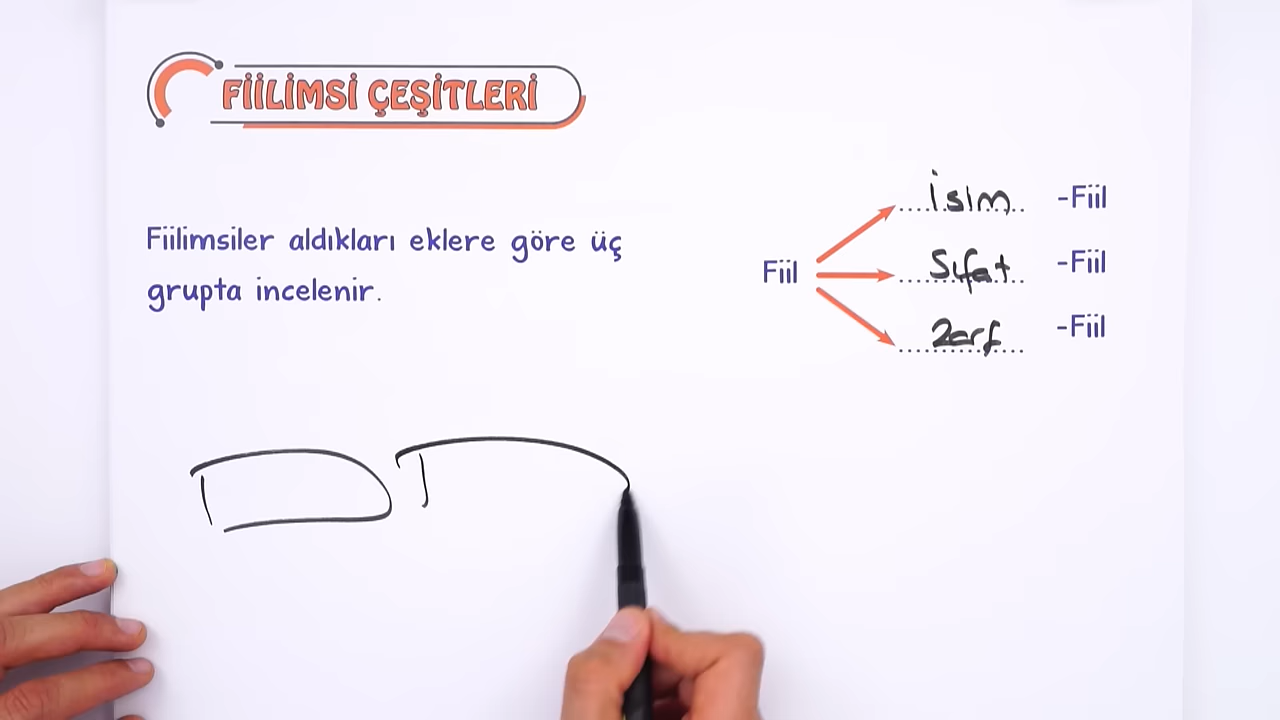 FİİLİMSİ ÇEŞİTLERİ
Fiilimsiler aldıkları eklere göre üç
grupta incelenir.
Fiil
İsim -Fiil
Sıfat -Fiil
Zarf -Fiil